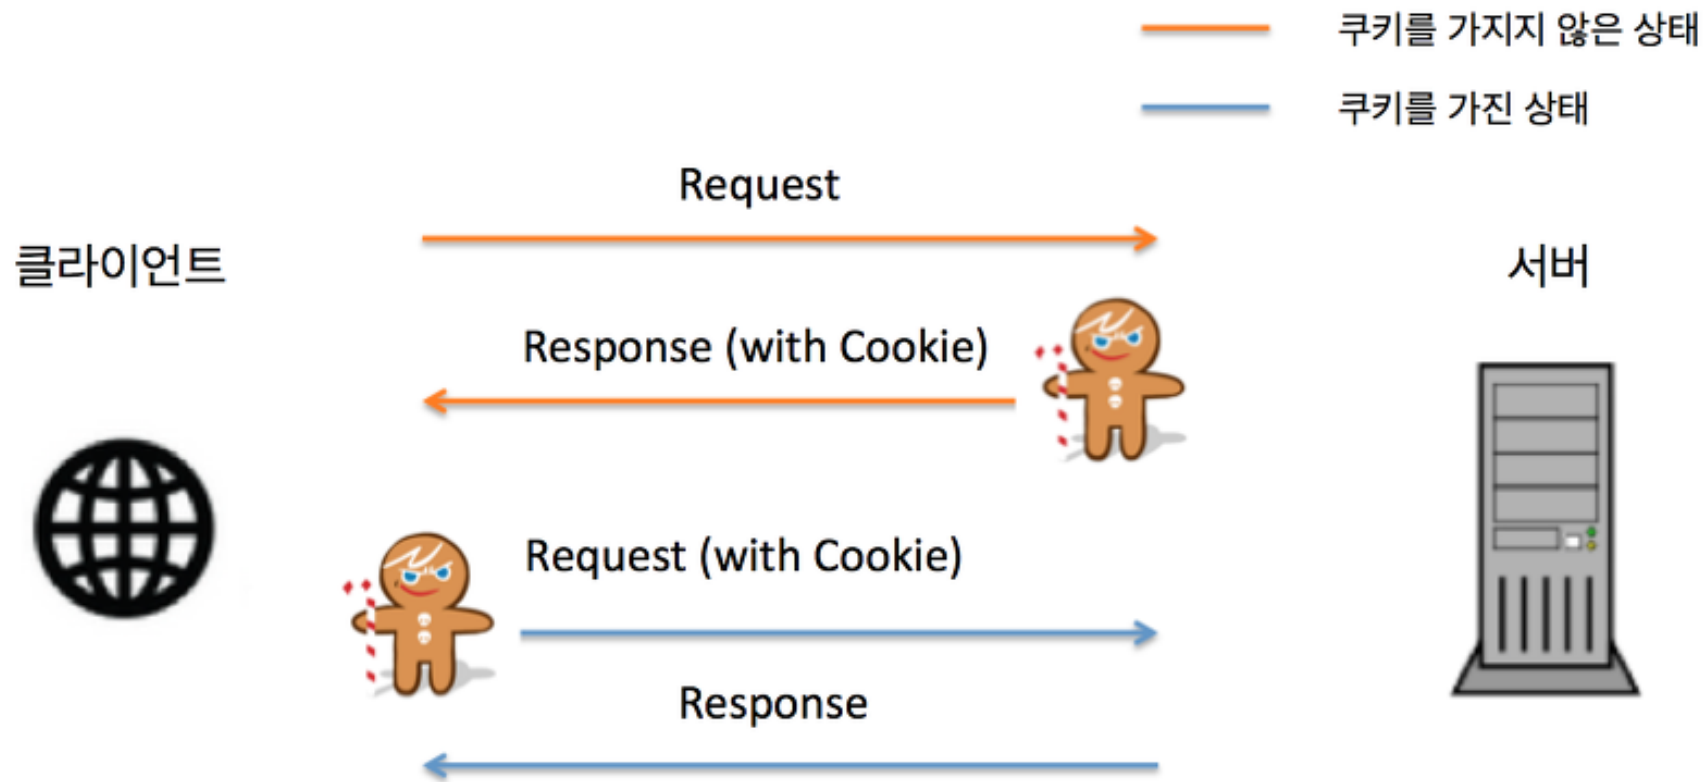 쿠키를 가지지 않은 상태
쿠키를 가진 상태
Request
클라이언트
서버
Response (with Cookie)
Request (with Cookie)
Response